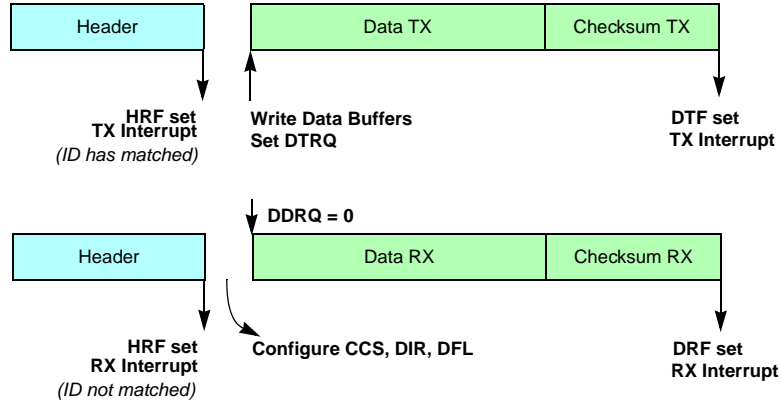 Header
Data TX
Checksum TX
HRF set
TX Interrupt
(ID has matched)
Write Data Buffers
Set DTRQ
DTF set
TX Interrupt
DDRQ = 0
Header
Data RX
Checksum RX
HRF set
RX Interrupt
(ID not matched)
Configure CCS, DIR, DFL
DRF set
RX Interrupt